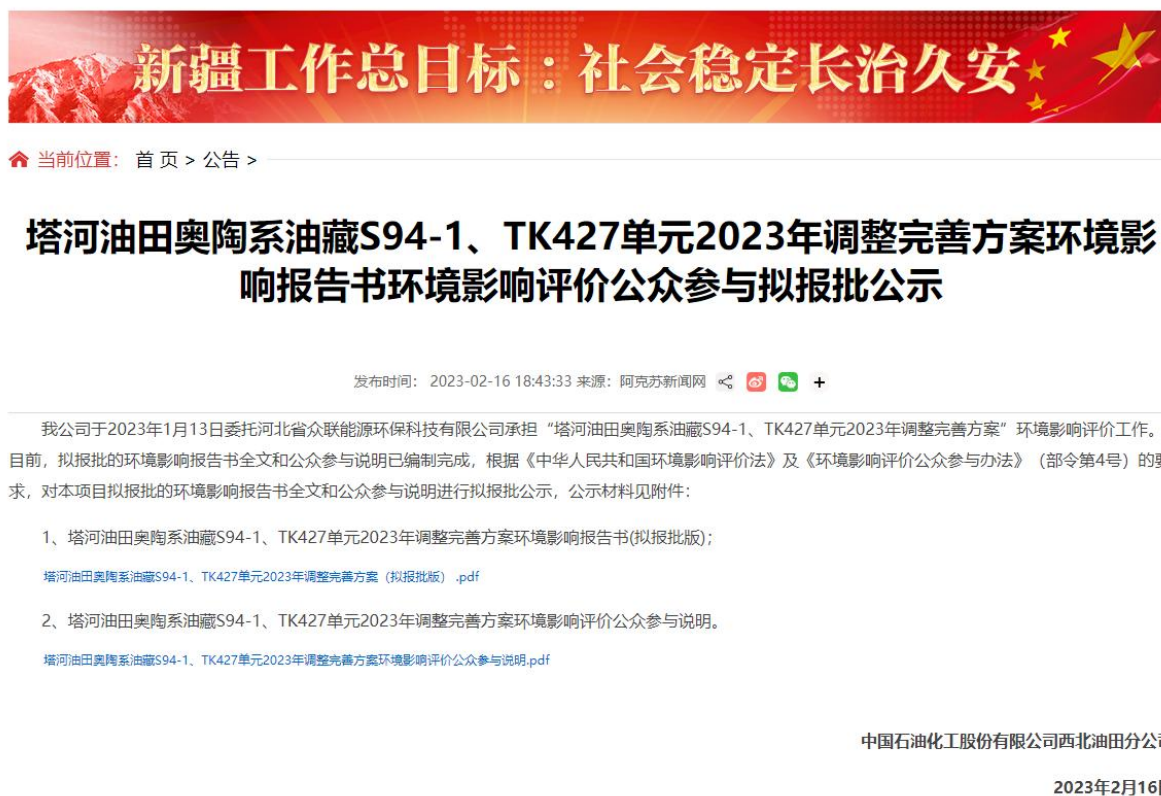 新疆工作总目标：社会稳定长治久安
当前位置： 首 页 > 公告 >
塔河油田奥陶系油藏S94-1、TK427单元2023年调整完善方案环境影
响报告书环境影响评价公众参与拟报批公示
发布时间： 2023-02-16 18:43:33 来源：阿克苏新闻网
我公司于2023年1月13日委托河北省众联能源环保科技有限公司承担“塔河油田奥陶系油藏S94-1、TK427单元2023年调整完善方案”环境影响评价工作。
目前，拟报批的环境影响报告书全文和公众参与说明已编制完成，根据《中华人民共和国环境影响评价法》及《环境影响评价公众参与办法》（部令第4号）的要
求，对本项目拟报批的环境影响报告书全文和公众参与说明进行拟报批公示，公示材料见附件：
1、塔河油田奥陶系油藏S94-1、TK427单元2023年调整完善方案环境影响报告书(拟报批版)；
塔河油田奥陶系油藏S94-1、TK427单元2023年调整完善方案（拟报批版）.pdf
2、塔河油田奥陶系油藏S94-1、TK427单元2023年调整完善方案环境影响评价公众参与说明。
塔河油田奥陶系油藏S94-1、TK427单元2023年调整完善方案环境影响评价公众参与说明.pdf
中国石油化工股份有限公司西北油田分公司
2023年2月16日